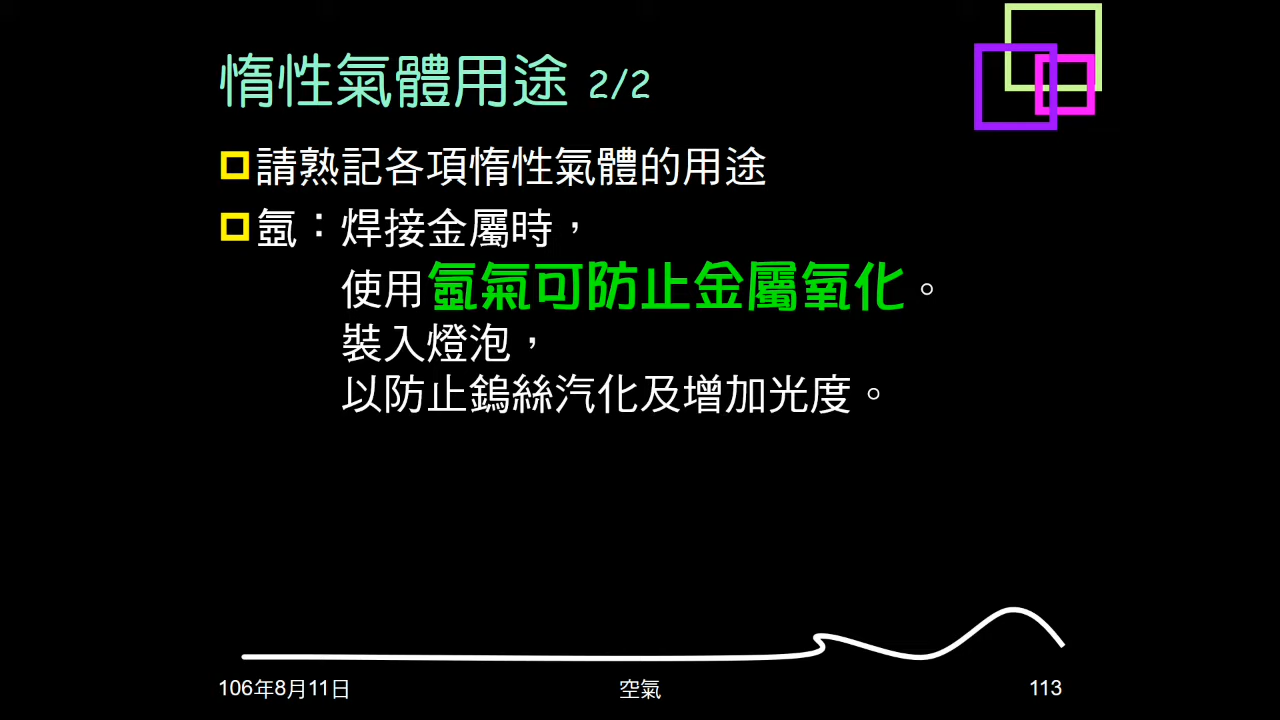 惰性氣體用途 2/2
請熟記各項惰性氣體的用途
氬：焊接金屬時，
使用氬氣可防止金屬氧化。
裝入燈泡，
以防止鎢絲汽化及增加光度。
106年8月11日
空氣
113